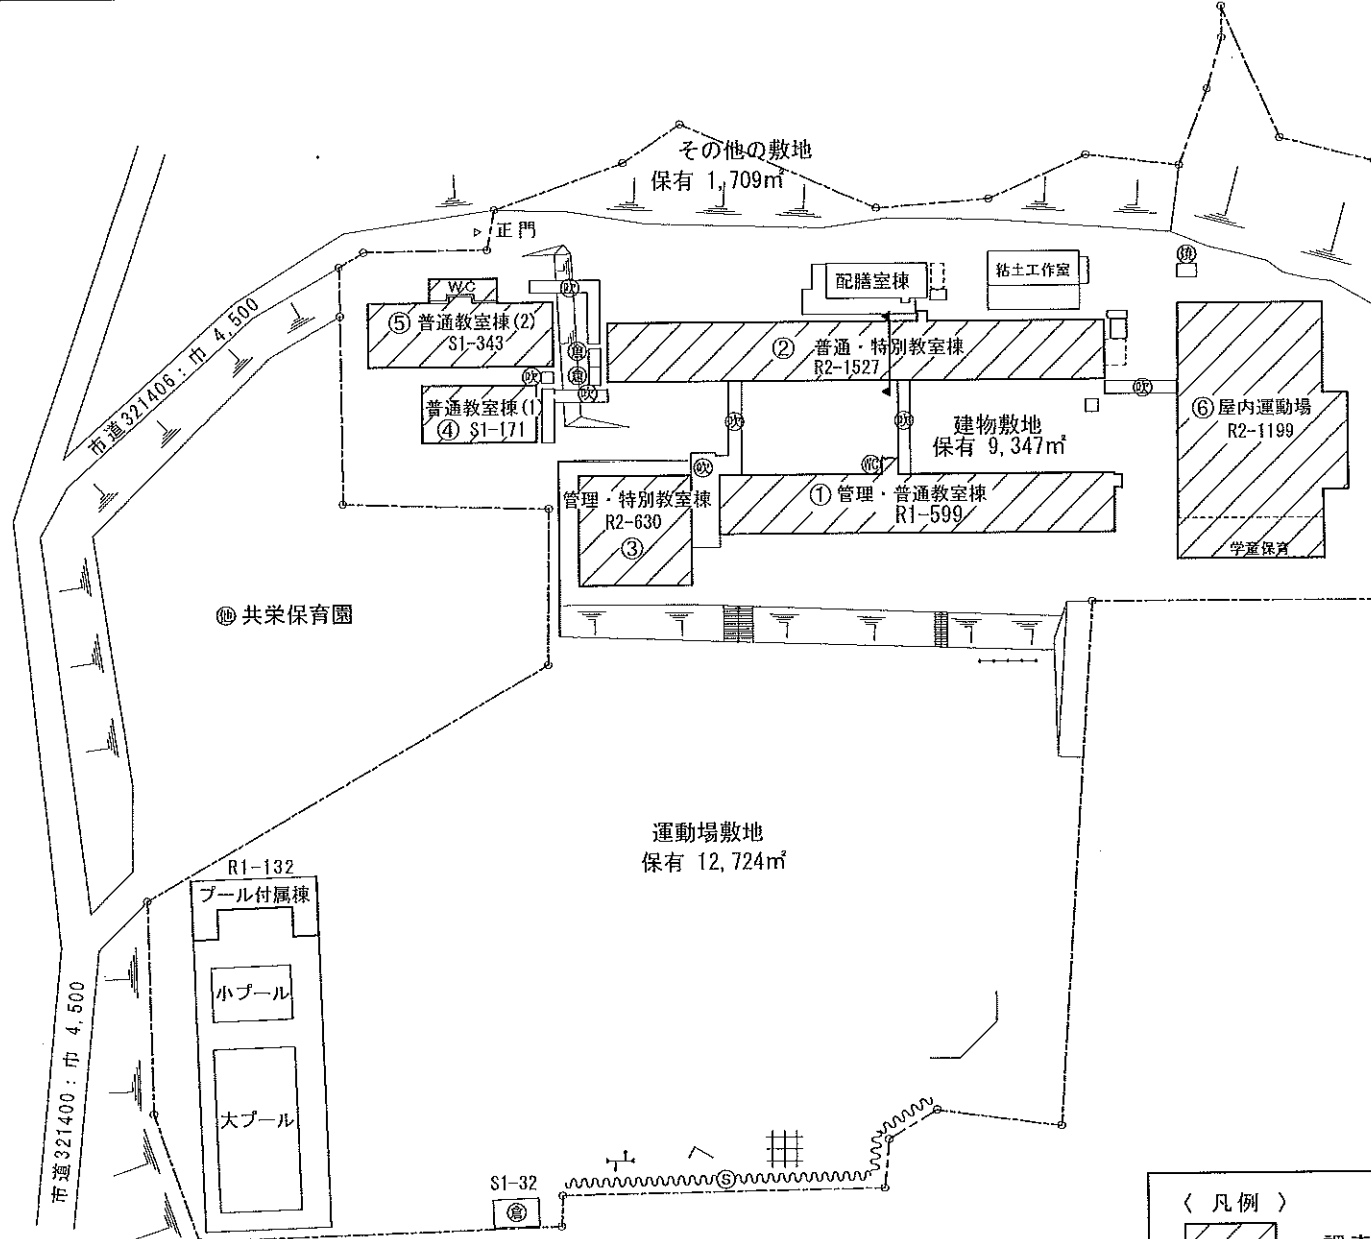 その他の敷地
保有 1,709㎡
正門
WC
⑤ 普通教室棟(2)
S1-343
吹
倉
倉
吹
吹
普通教室棟(1)
④ S1-171
配膳室棟
粘土工作室
焼
② 普通・特別教室棟
R2-1527
吹
⑥屋内運動場
R2-1199
学童保育
吹
吹
建物敷地
保有 9,347㎡
WC
吹
① 管理・普通教室棟
R1-599
管理・特別教室棟
R2-630
③
市道321406:巾 4,500
他 共栄保育園
運動場敷地
保有 12,724㎡
R1-132
プール付属棟
小プール
大プール
市道321400:巾 4,500
S1-32
倉
S
〈 凡例 〉